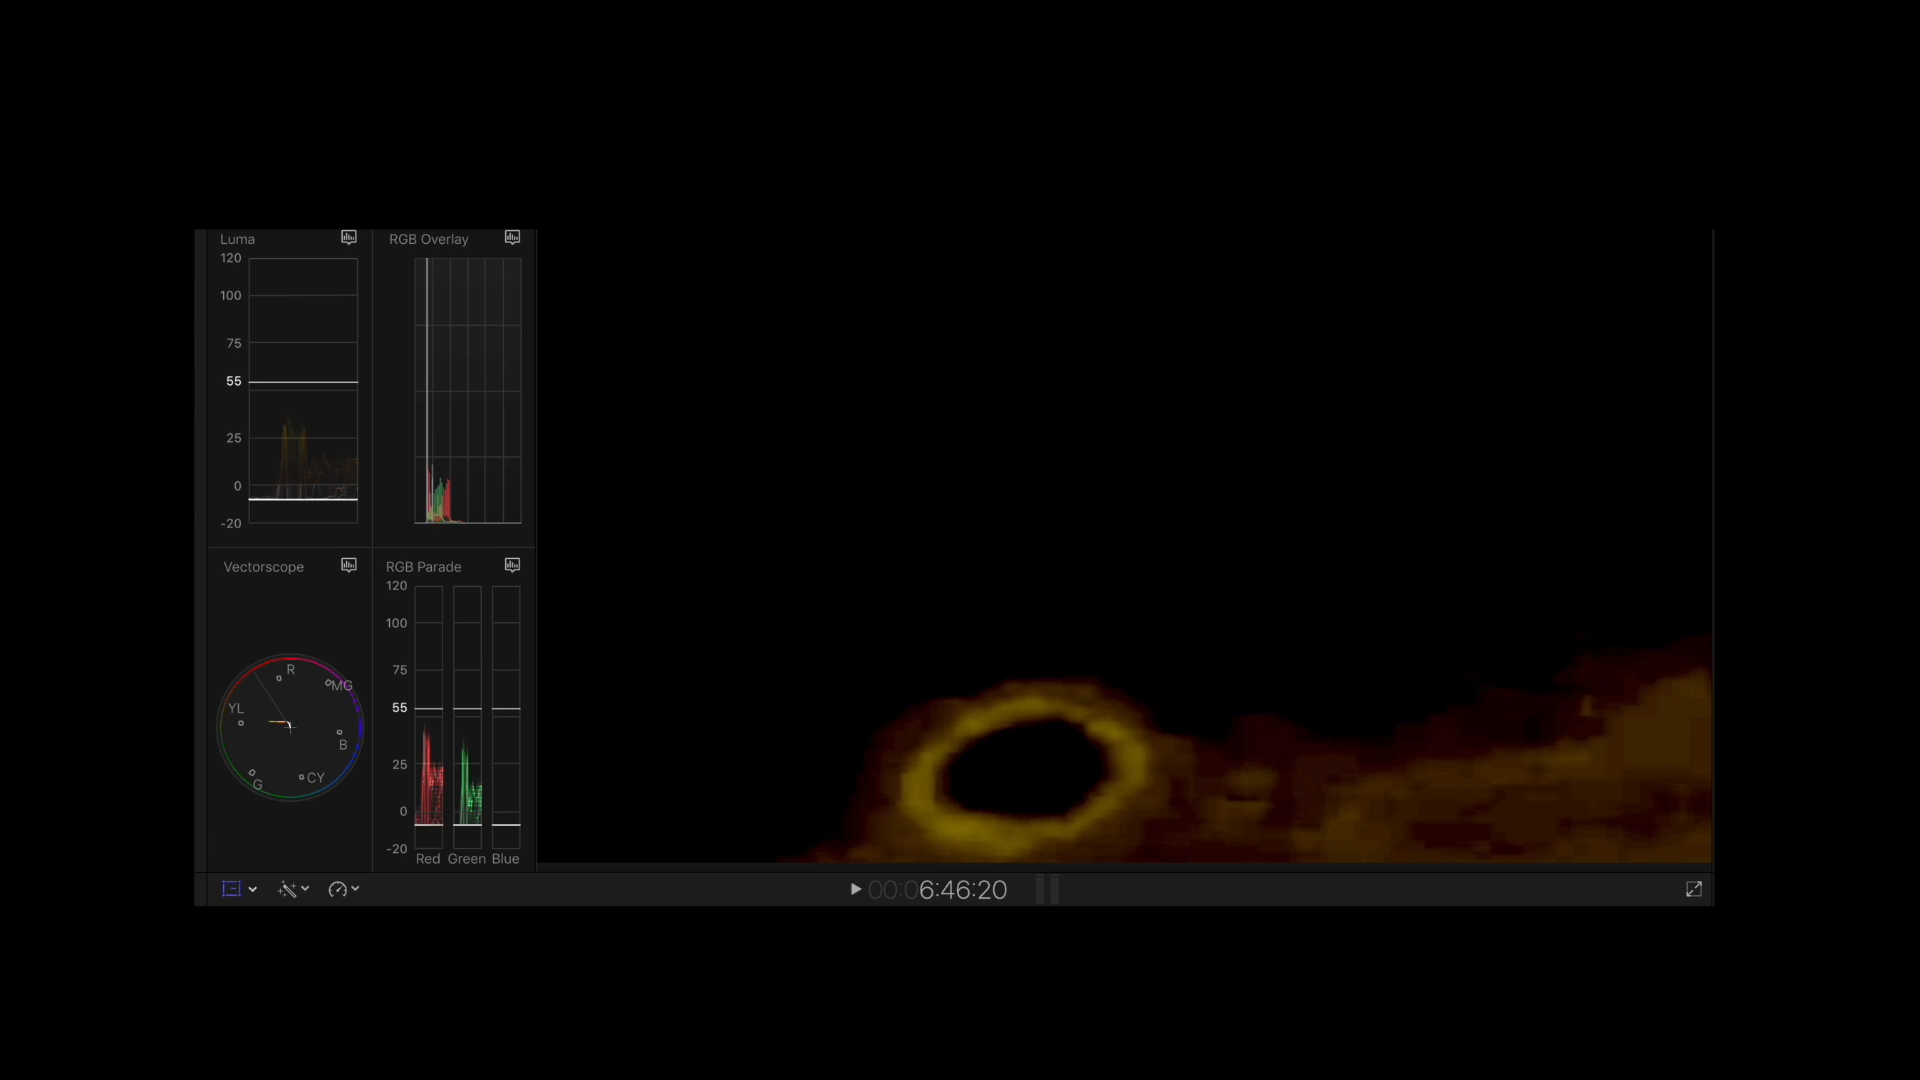 Luma
120
100
75
55
25
0
-20
RGB Overlay
Vectorscope
R
MG
YL
B
G
CY
RGB Parade
120
100
75
55
25
0
-20
Red Green Blue
00:06:46:20